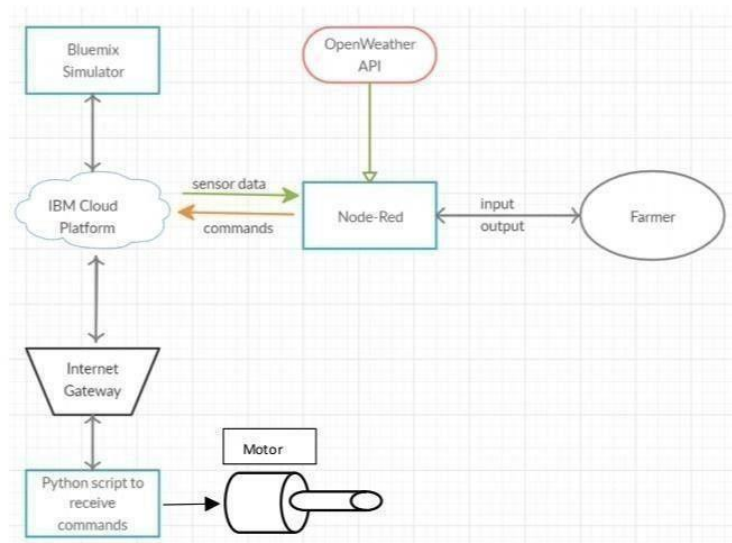 Bluemix
Simulator
OpenWeather
API
IBM Cloud
Platform
sensor data
commands
Node-Red
input
output
Farmer
Internet
Gateway
Motor
Python script to
receive
commands